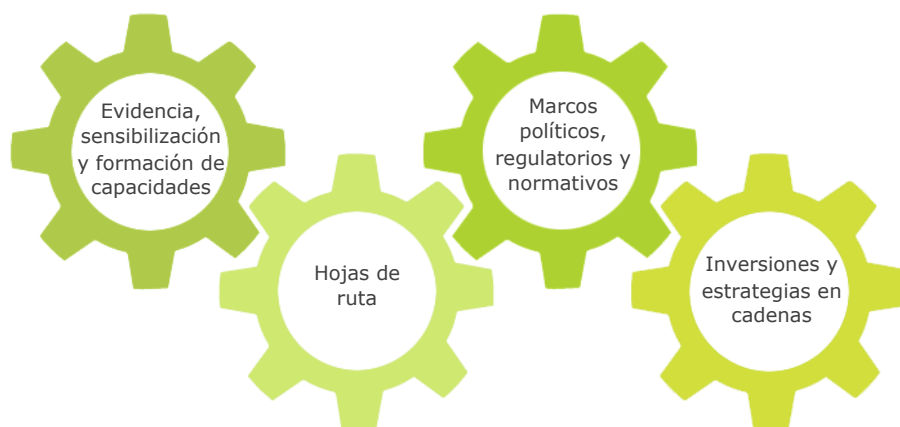 Evidencia,
sensibilización
y formación de
capacidades
Hojas de
ruta
Marcos
políticos,
regulatorios y
normativos
Inversiones y
estrategias en
cadenas